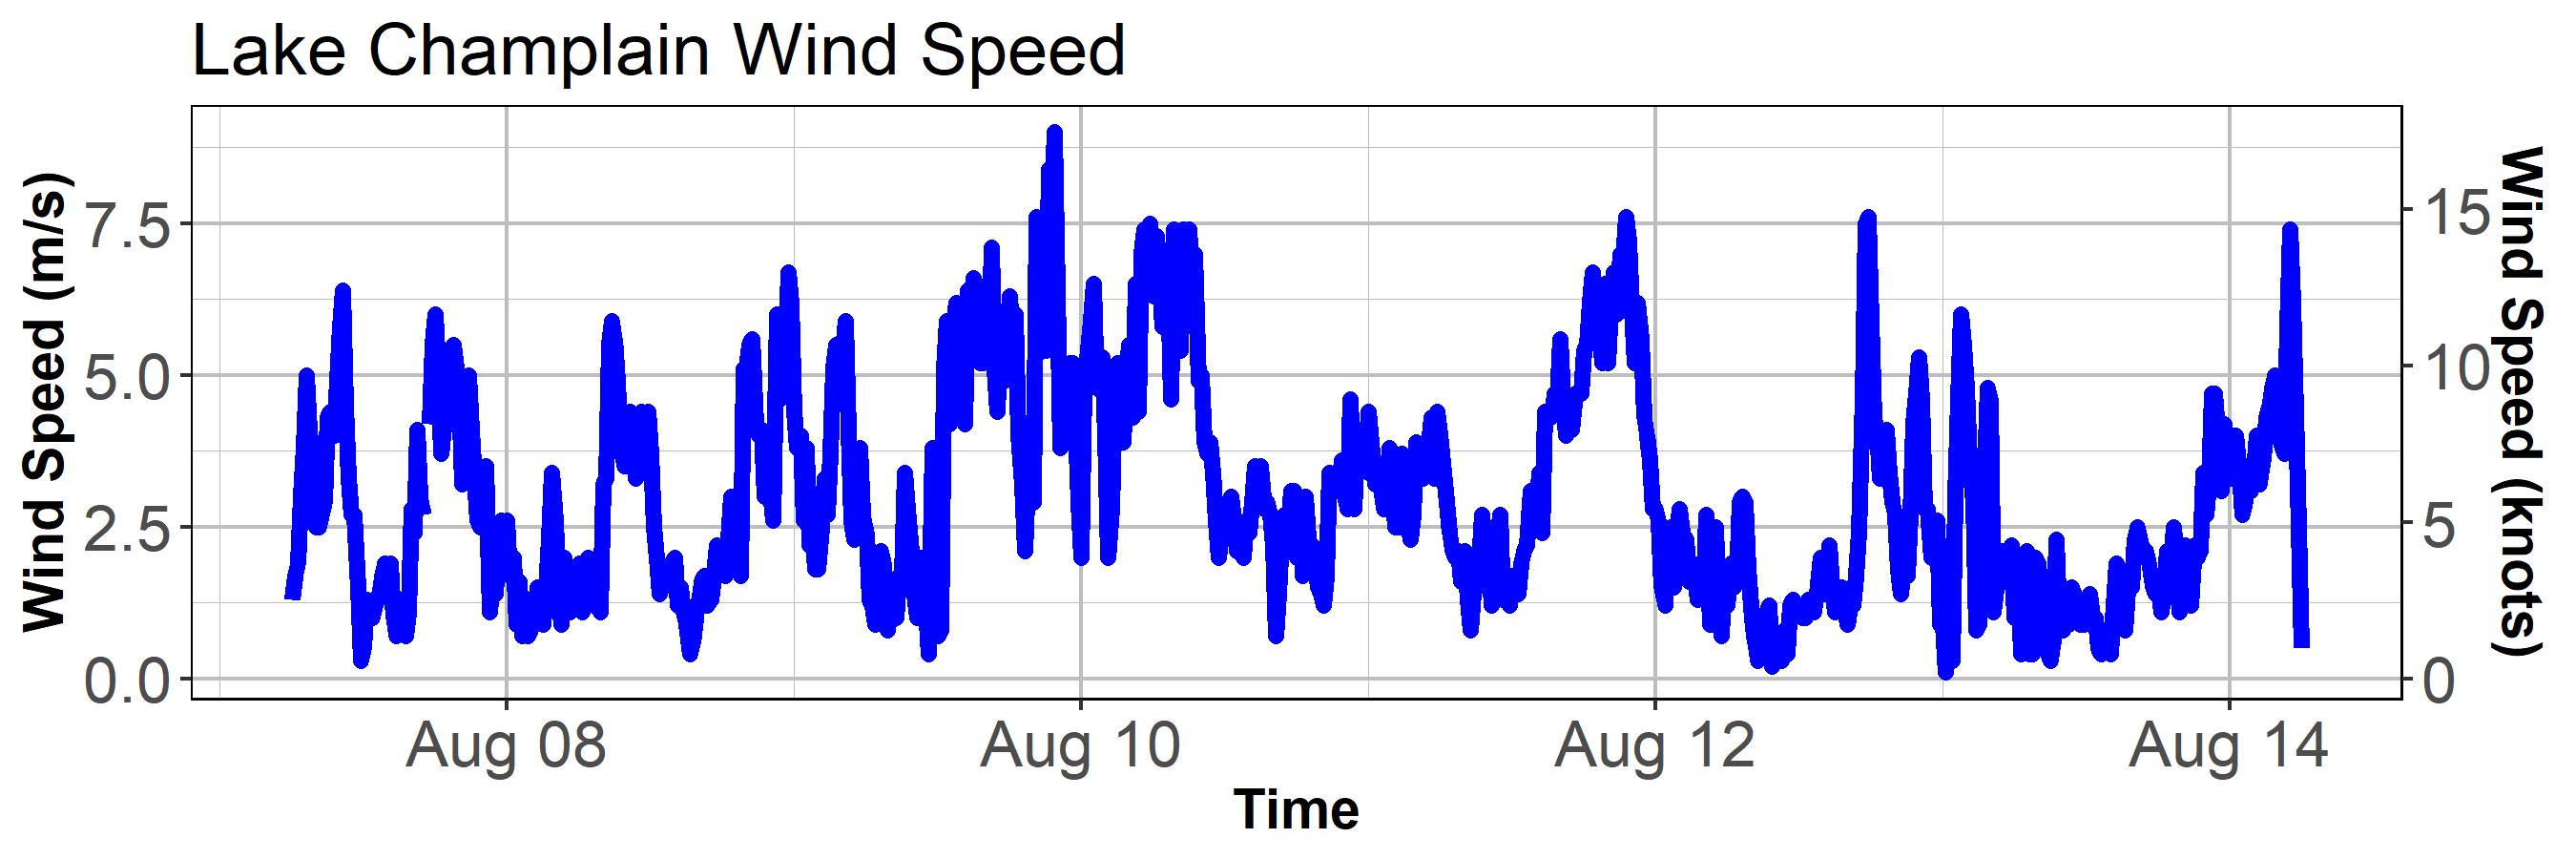 Lake Champlain Wind Speed
Wind Speed (m/s)
7.5
5.0
2.5
0.0
15
10
5
0
Wind Speed (knots)
Aug 08
Aug 10
Aug 12
Aug 14
Time